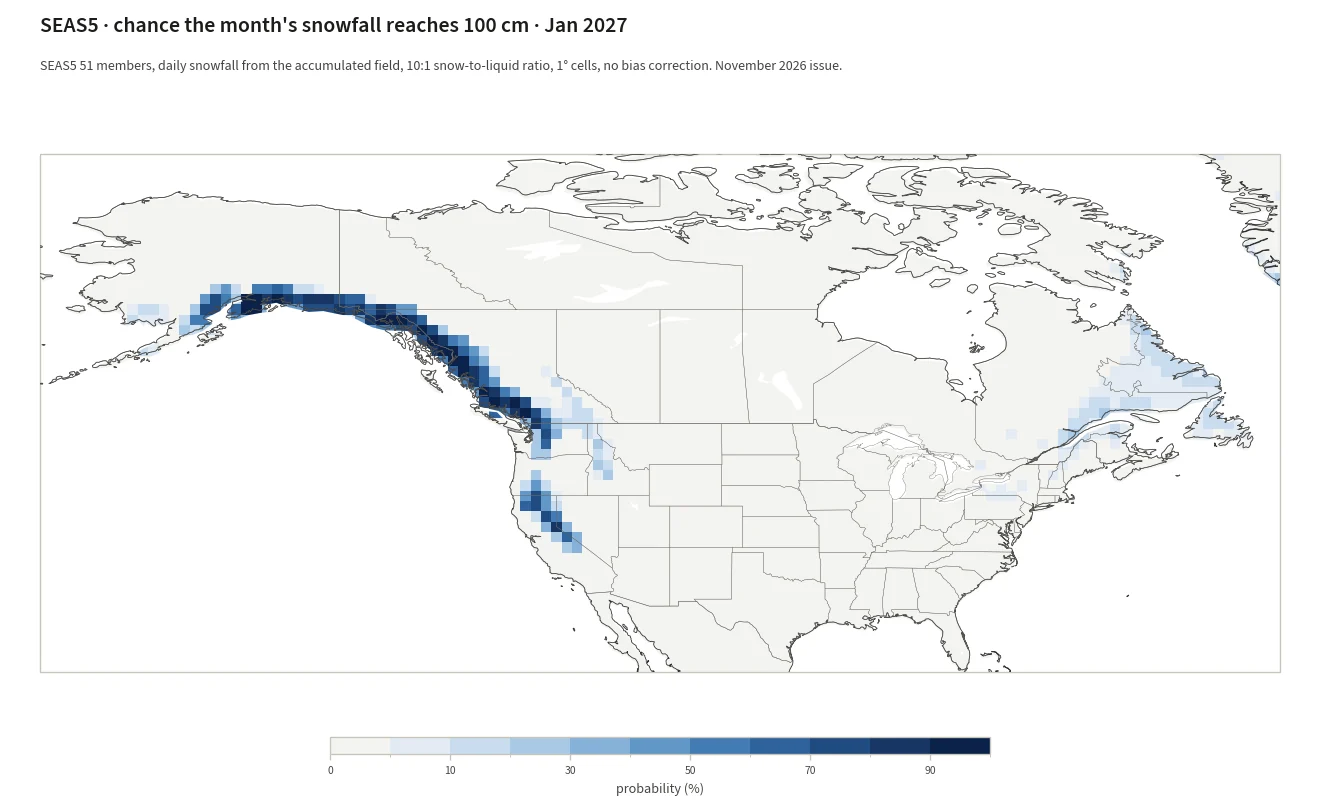 SEAS5 · chance the month's snowfall reaches 100 cm · Jan 2027
SEAS5 51 members, daily snowfall from the accumulated field, 10:1 snow-to-liquid ratio, 1° cells, no bias correction. November 2026 issue.
0 10 30 50 70 90
probability (%)